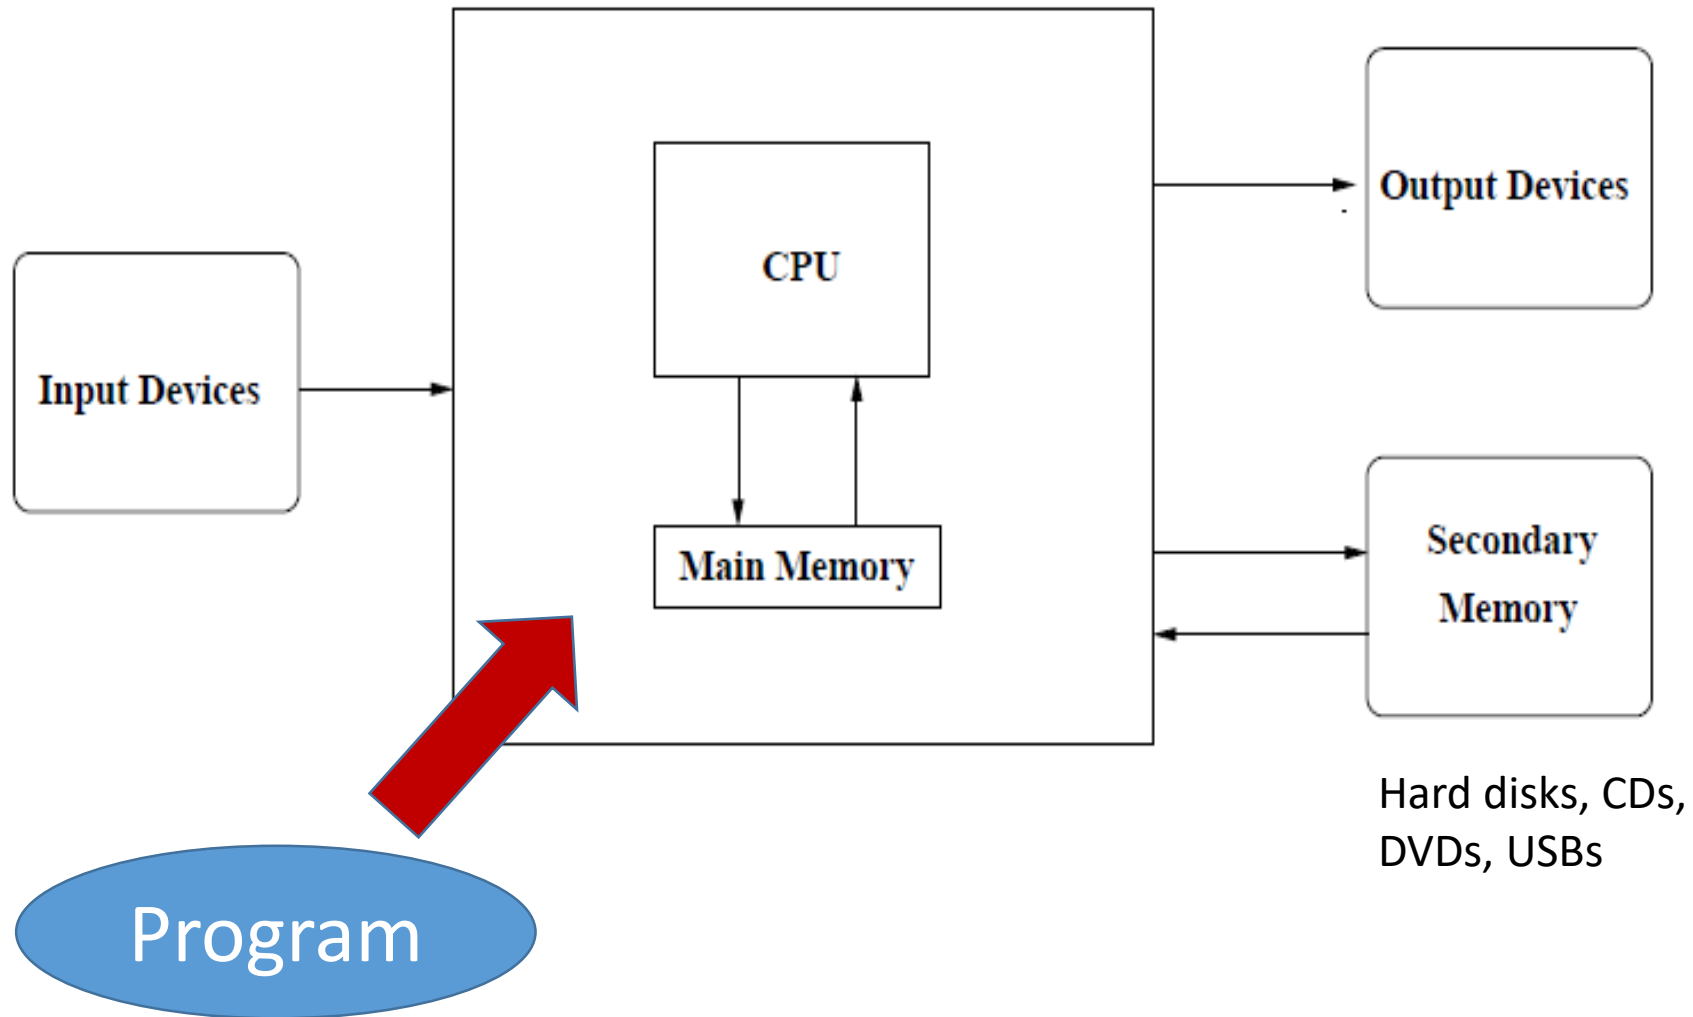 Input Devices
CPU
Main Memory
Output Devices
Secondary
Memory
Hard disks, CDs,
DVDs, USBs
Program